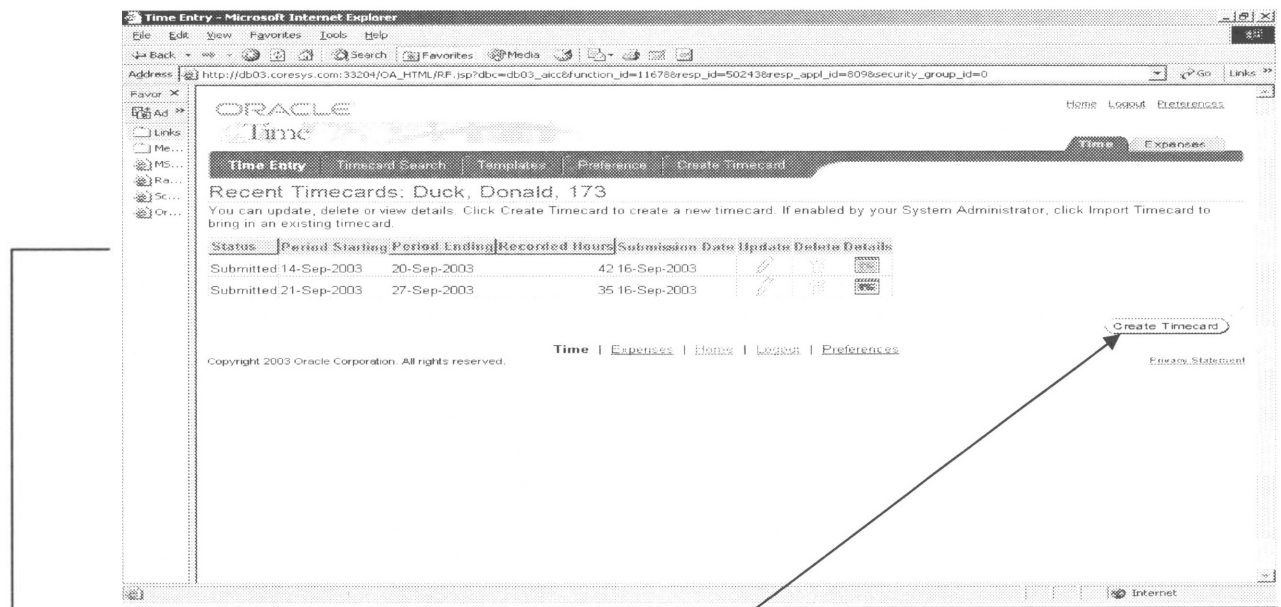 Time Entry - Microsoft Internet Explorer
File Edit View Favorites Tools Help
Back Search Favorites Media
Address http://db03.coresys.com:33204/OA_HTML/RF.jsp?dbc=db03_aicc&function_id=11678&resp_id=50243&resp_appl_id=809&security_group_id=0 Go Links »
Favor ×
Ad »
Links
Me...
MS...
Ra...
Sc...
Or...
ORACLE
Time
Home Logout Preferences
Time Expenses
Time Entry Timecard Search Templates Preference Create Timecard
Recent Timecards: Duck, Donald, 173
You can update, delete or view details. Click Create Timecard to create a new timecard. If enabled by your System Administrator, click Import Timecard to
bring in an existing timecard.
Status Period Starting Period Ending Recorded Hours Submission Date Update Delete Details
Submitted 14-Sep-2003 20-Sep-2003 42 16-Sep-2003
Submitted 21-Sep-2003 27-Sep-2003 35 16-Sep-2003
Create Timecard
Time | Expenses | Home | Logout | Preferences
Copyright 2003 Oracle Corporation. All rights reserved.
Privacy Statement
Internet